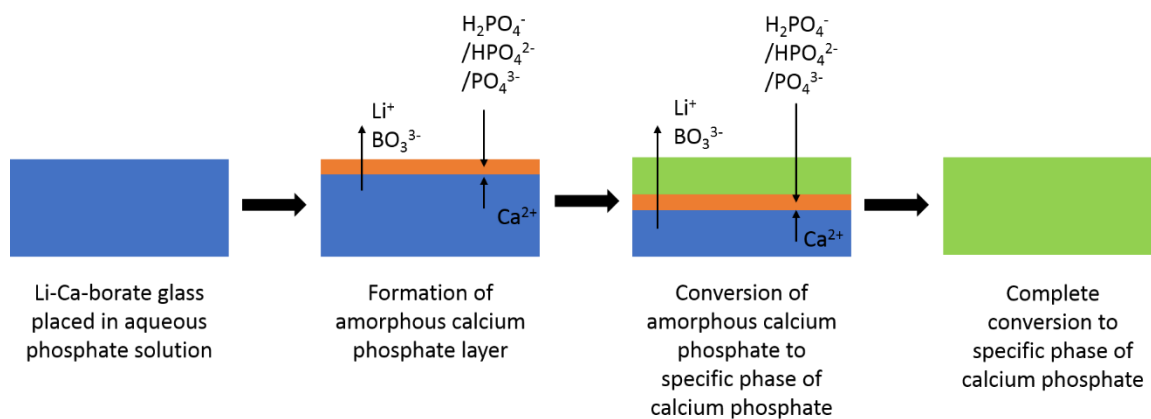 H₂PO₄⁻
/HPO₄²⁻
/PO₄³⁻
Li⁺
BO₃³⁻
Ca²⁺
H₂PO₄⁻
/HPO₄²⁻
/PO₄³⁻
Li⁺
BO₃³⁻
Ca²⁺
Li-Ca-borate glass
placed in aqueous
phosphate solution
Formation of
amorphous calcium
phosphate layer
Conversion of
amorphous calcium
phosphate to
specific phase of
calcium phosphate
Complete
conversion to
specific phase of
calcium phosphate